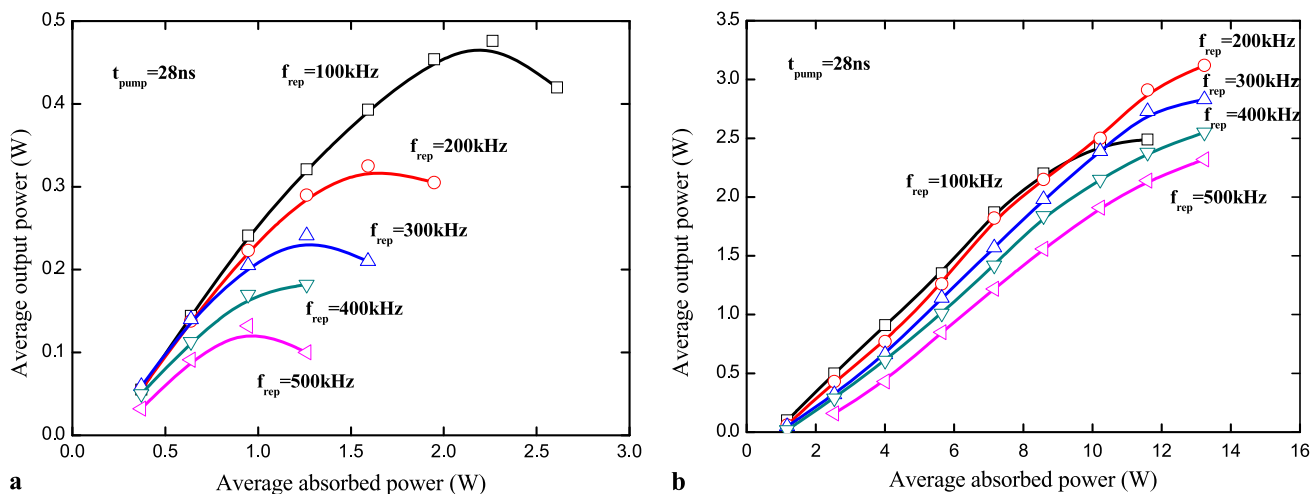 0.5
0.4
0.3
0.2
0.1
0.0
Average output power (W)
t_pump=28ns
f_rep=100kHz
f_rep=200kHz
f_rep=300kHz
f_rep=400kHz
f_rep=500kHz
0.0 0.5 1.0 1.5 2.0 2.5 3.0
Average absorbed power (W)
a
3.5
3.0
2.5
2.0
1.5
1.0
0.5
0.0
Average output power (W)
t_pump=28ns
f_rep=200kHz
f_rep=300kHz
f_rep=400kHz
f_rep=100kHz
f_rep=500kHz
0 2 4 6 8 10 12 14 16
Average absorbed power (W)
b